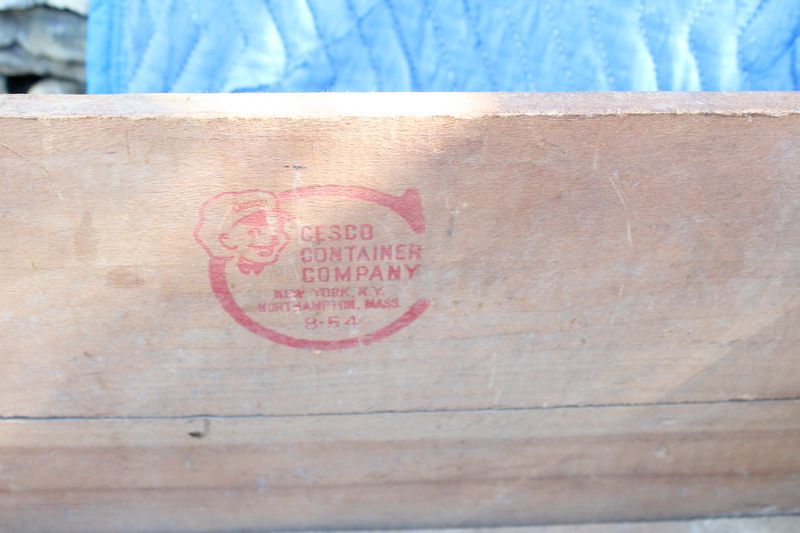 CESCO
CONTAINER
COMPANY
NEW YORK, N.Y.
NORTHAMPTON, MASS.
8-54